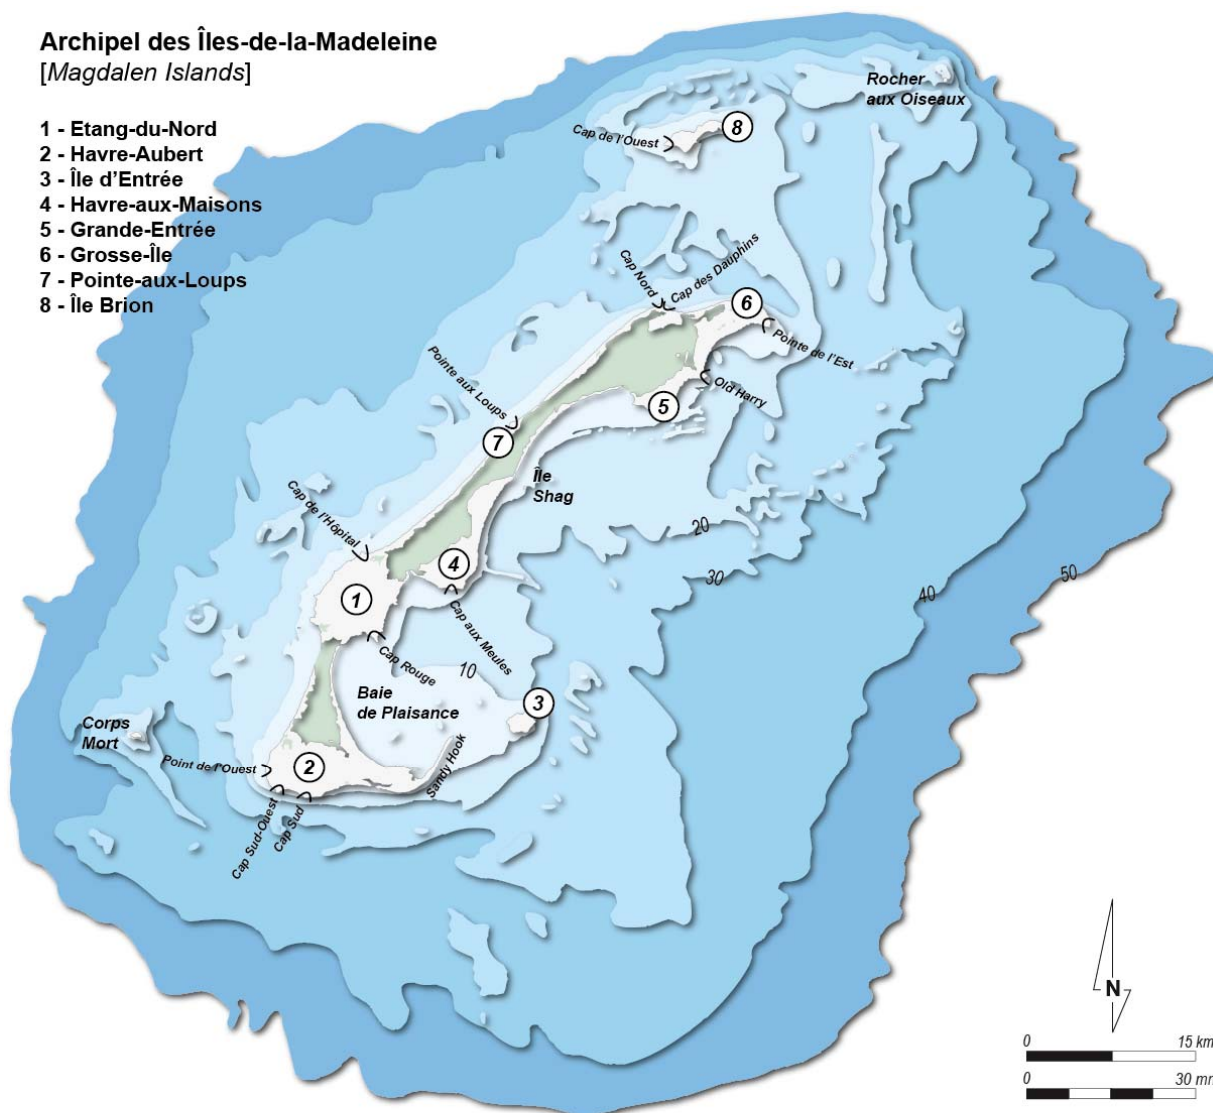 Archipel des Îles-de-la-Madeleine
[Magdalen Islands]
1 - Etang-du-Nord
2 - Havre-Aubert
3 - Île d'Entrée
4 - Havre-aux-Maisons
5 - Grande-Entrée
6 - Grosse-Île
7 - Pointe-aux-Loups
8 - Île Brion
Rocher
aux Oiseaux
Cap de l'Ouest
8
Cap Nord
Cap des Dauphins
6
Pointe de l'Est
Old Harry
5
Pointe aux Loups
7
Île
Shag
Cap de l'Hôpital
20
30
40
50
4
1
Cap aux Meules
Cap Rouge
10
3
Baie
de Plaisance
Corps
Mort
Point de l'Ouest
2
Sandy Hook
Cap Sud-Ouest
Cap Sud
N
0 15 km
0 30 mn